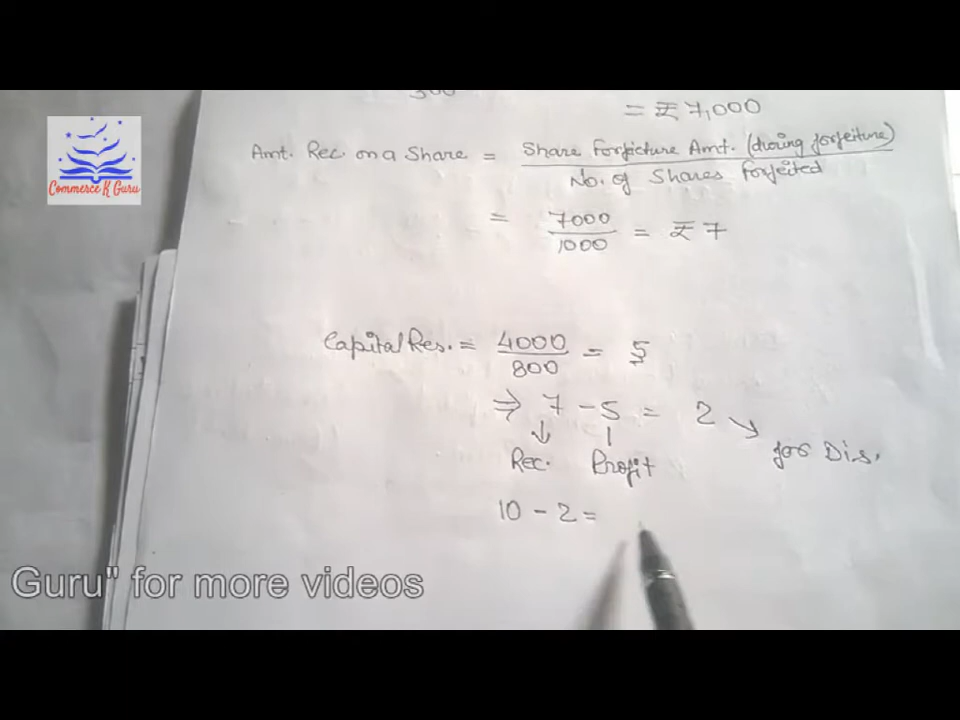 = ₹ 7,000
Amt. Rec. on a Share = Share Forfeiture Amt. (during forfeiture)
No. of Shares Forfeited
= 7000
1000 = ₹ 7
Capital Res. = 4000
800 = 5
⇒ 7 - 5 = 2
for Dis.
Rec. Profit
10 - 2 =
Commerce K Guru
Guru" for more videos